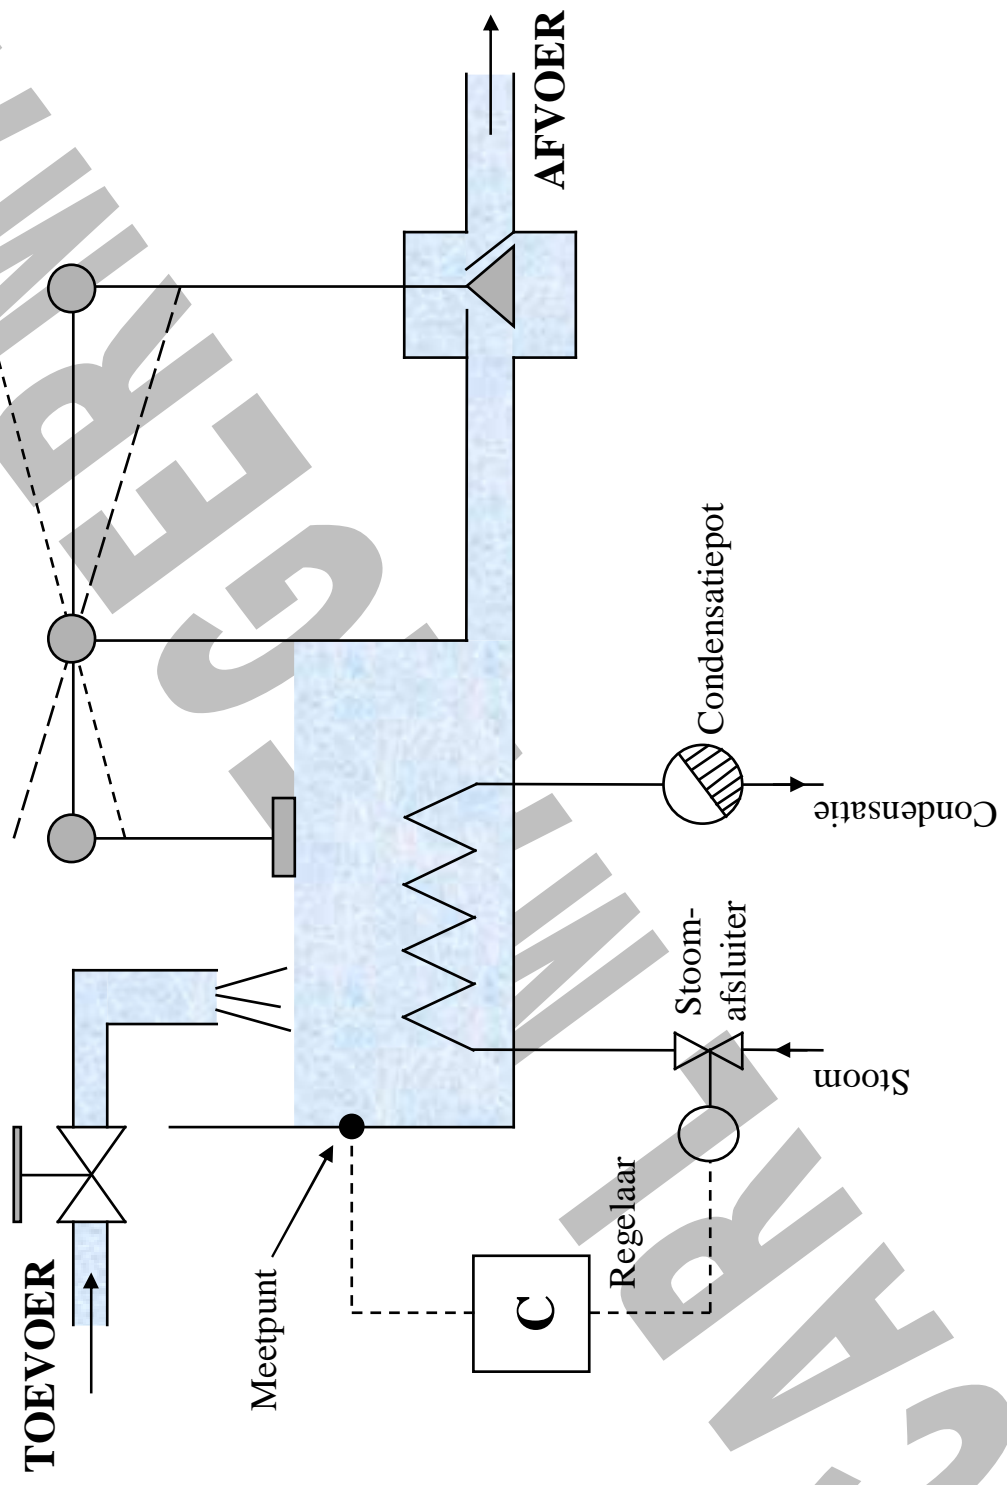 TOEVOER
AFVOER
Meetpunt
C
Regelaar
Stoom-
afsluiter
Stoom
Condensatiepot
Condensatie